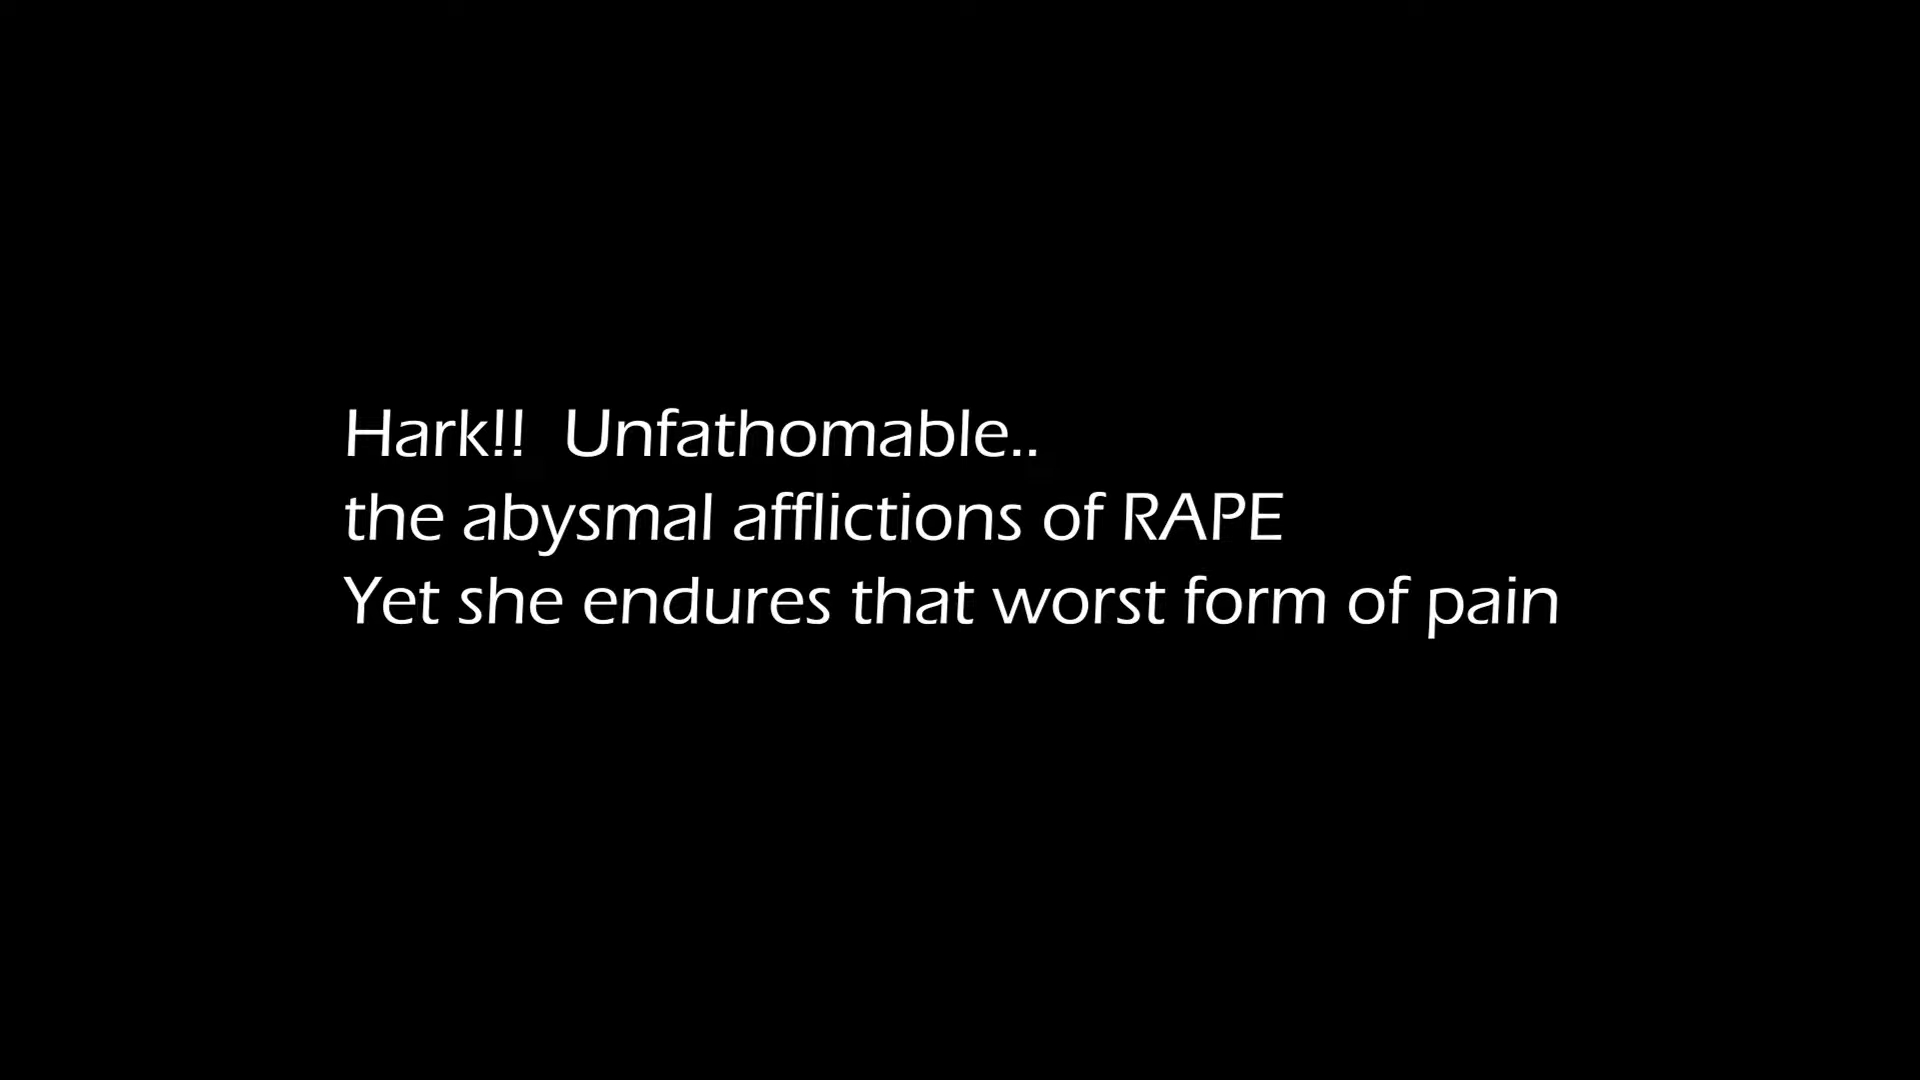 Hark!!  Unfathomable..
the abysmal afflictions of RAPE
Yet she endures that worst form of pain